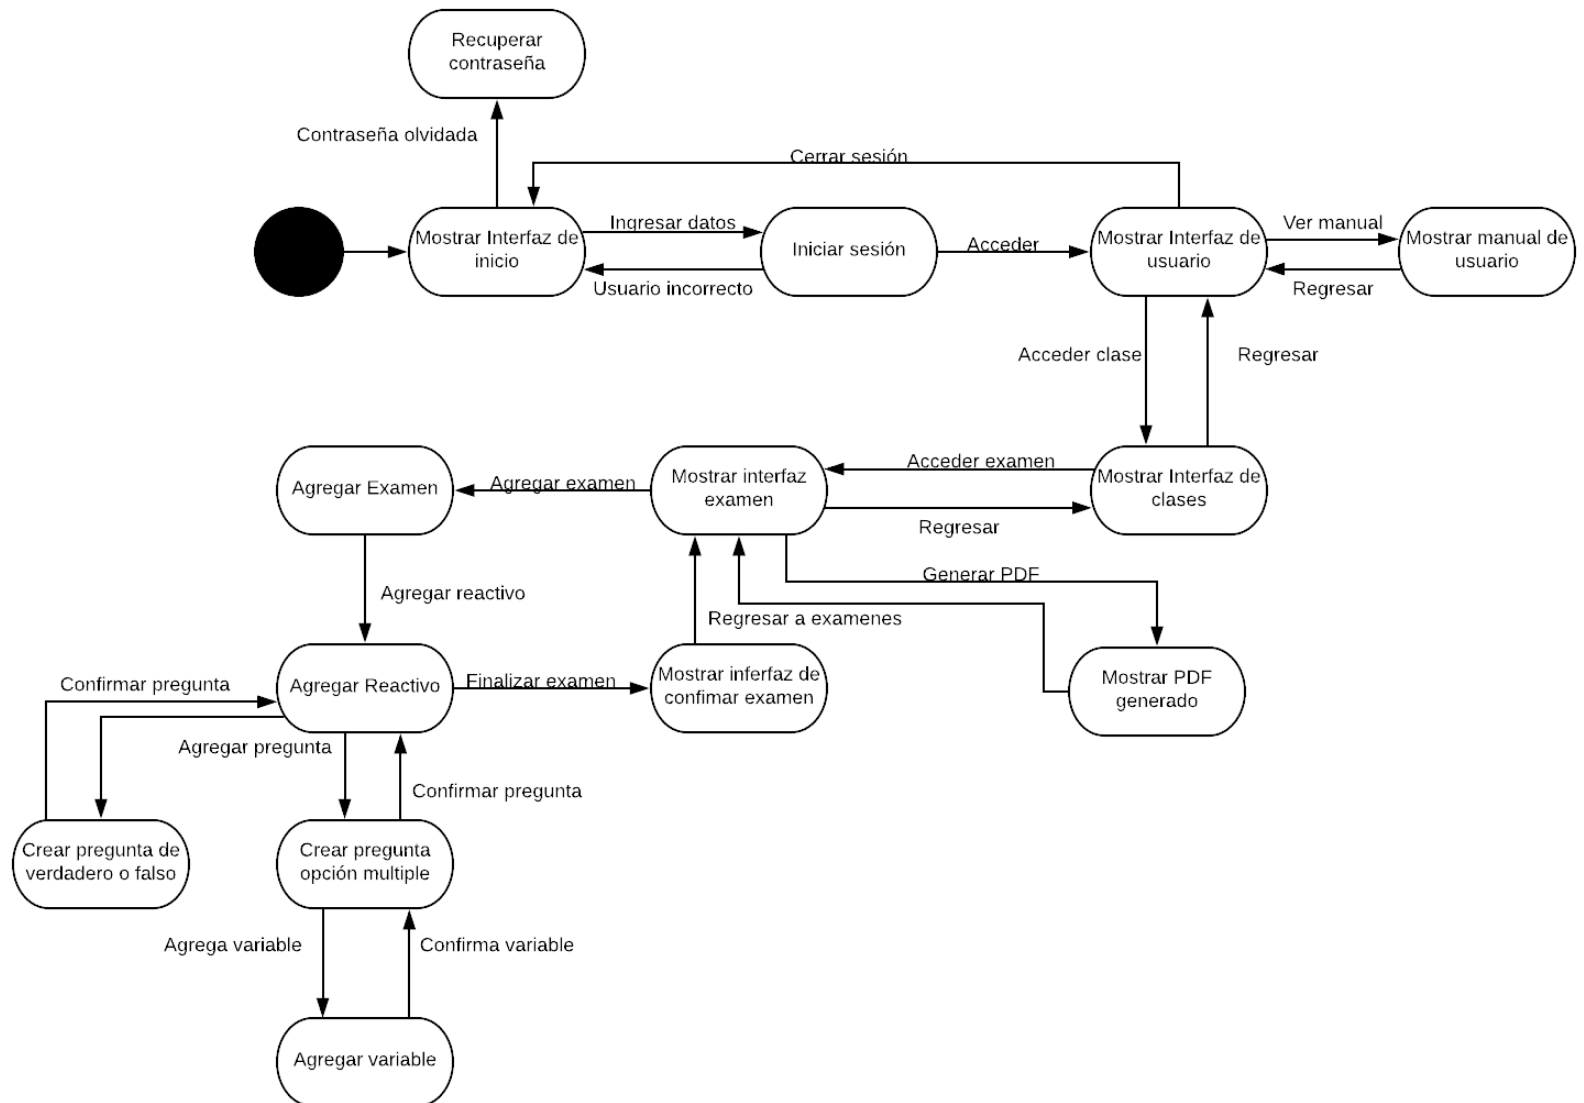 Recuperar
contraseña
Contraseña olvidada
Cerrar sesión
Mostrar Interfaz de
inicio
Ingresar datos
Usuario incorrecto
Iniciar sesión
Acceder
Mostrar Interfaz de
usuario
Ver manual
Regresar
Mostrar manual de
usuario
Acceder clase
Regresar
Agregar Examen
Agregar examen
Mostrar interfaz
examen
Acceder examen
Regresar
Mostrar Interfaz de
clases
Generar PDF
Agregar reactivo
Regresar a examenes
Confirmar pregunta
Agregar Reactivo
Finalizar examen
Mostrar inferfaz de
confimar examen
Mostrar PDF
generado
Agregar pregunta
Confirmar pregunta
Crear pregunta de
verdadero o falso
Crear pregunta
opción multiple
Agrega variable
Confirma variable
Agregar variable